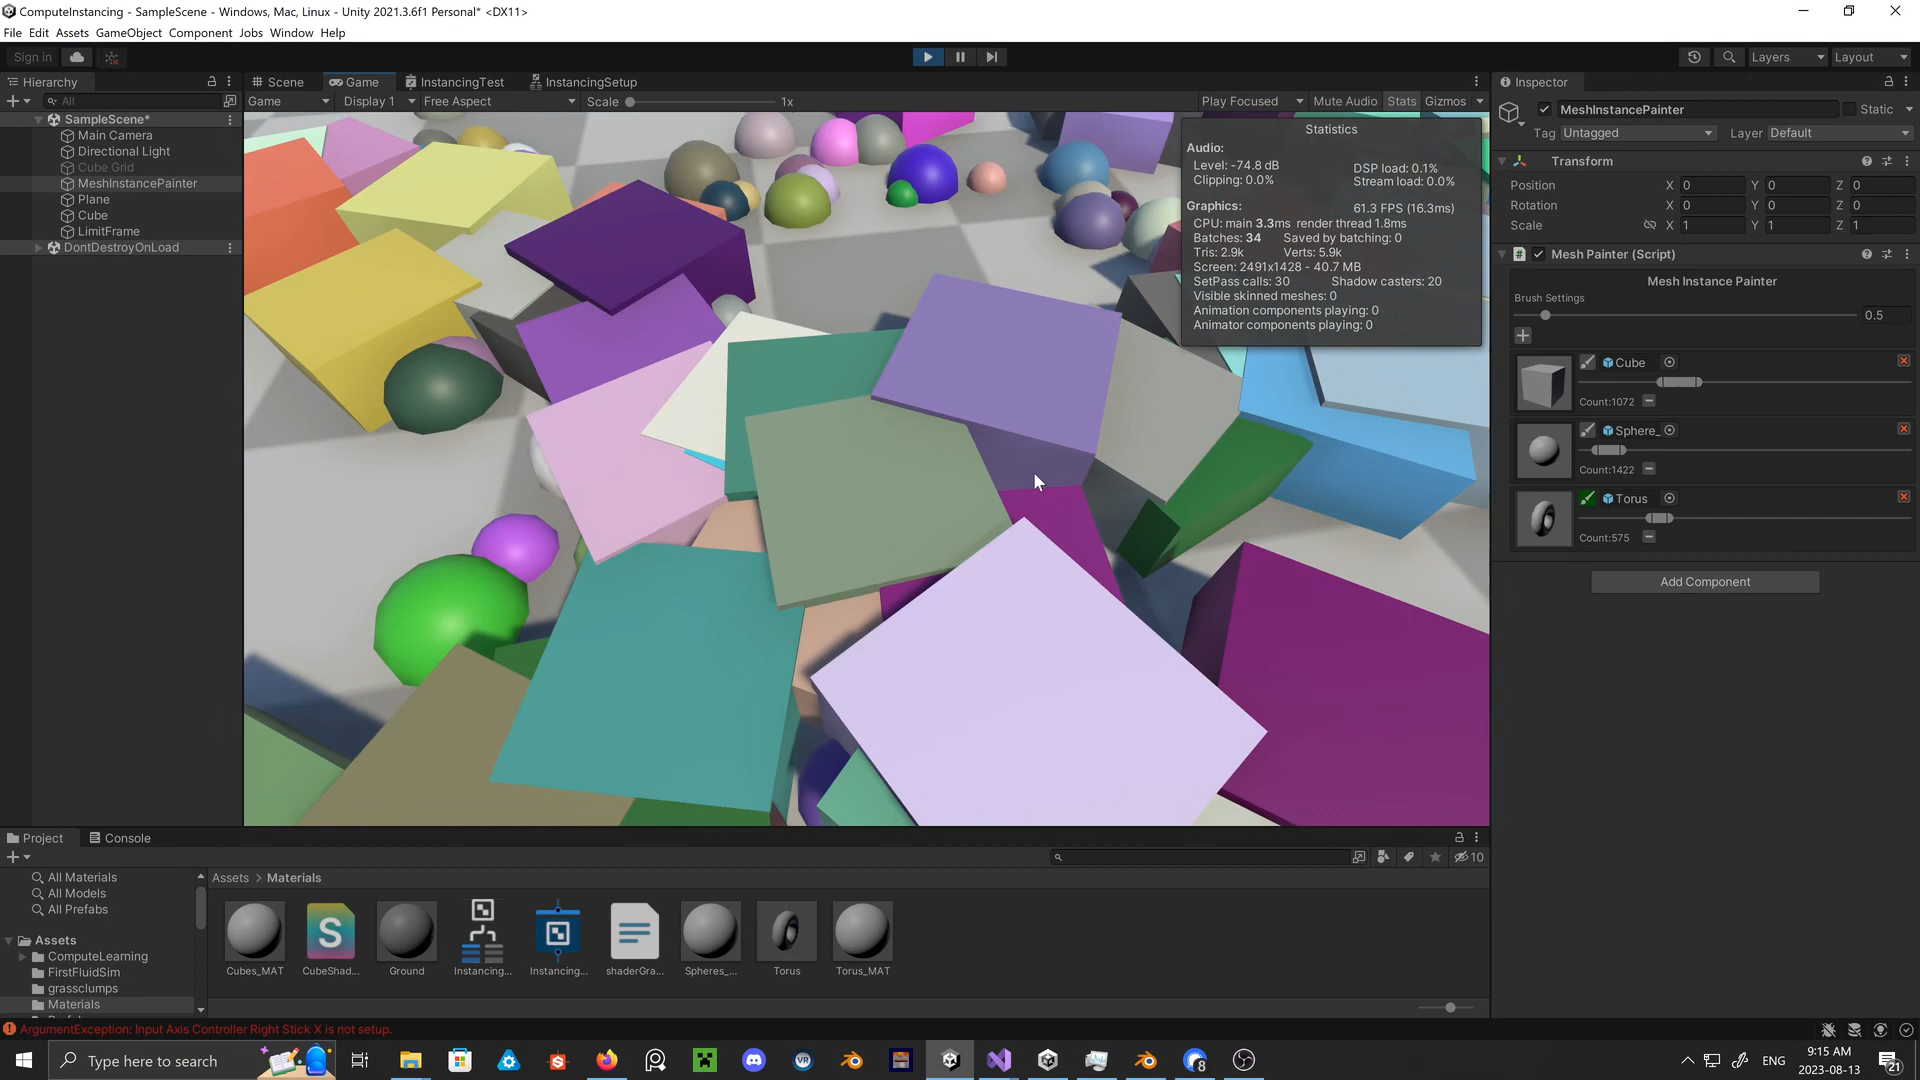 ComputeInstancing - SampleScene - Windows, Mac, Linux - Unity 2021.3.6f1 Personal* <DX11>
File Edit Assets GameObject Component Jobs Window Help
Sign in
Layers
Layout
Hierarchy
All
SampleScene*
Main Camera
Directional Light
Cube Grid
MeshInstancePainter
Plane
Cube
LimitFrame
DontDestroyOnLoad
Scene
Game
InstancingTest
InstancingSetup
Game
Display 1
Free Aspect
Scale
1x
Play Focused
Mute Audio
Stats
Gizmos
Statistics
Audio:
Level: -74.8 dB
DSP load: 0.1%
Clipping: 0.0%
Stream load: 0.0%
Graphics:
61.3 FPS (16.3ms)
CPU: main 3.3ms render thread 1.8ms
Batches: 34 Saved by batching: 0
Tris: 2.9k Verts: 5.9k
Screen: 2491x1428 - 40.7 MB
SetPass calls: 30 Shadow casters: 20
Visible skinned meshes: 0
Animation components playing: 0
Animator components playing: 0
Inspector
MeshInstancePainter
Static
Tag Untagged
Layer Default
Transform
Position X 0 Y 0 Z 0
Rotation X 0 Y 0 Z 0
Scale X 1 Y 1 Z 1
Mesh Painter (Script)
Mesh Instance Painter
Brush Settings
0.5
Cube
Count:1072
Sphere_
Count:1422
Torus
Count:575
Add Component
Project
Console
10
All Materials
All Models
All Prefabs
Assets
ComputeLearning
FirstFluidSim
grassclumps
Materials
Assets > Materials
S
Cubes_MAT
CubeShad...
Ground
Instancing...
Instancing...
shaderGra...
Spheres_...
Torus
Torus_MAT
ArgumentException: Input Axis Controller Right Stick X is not setup.
Type here to search
VR
8
ENG
9:15 AM
2023-08-13
21